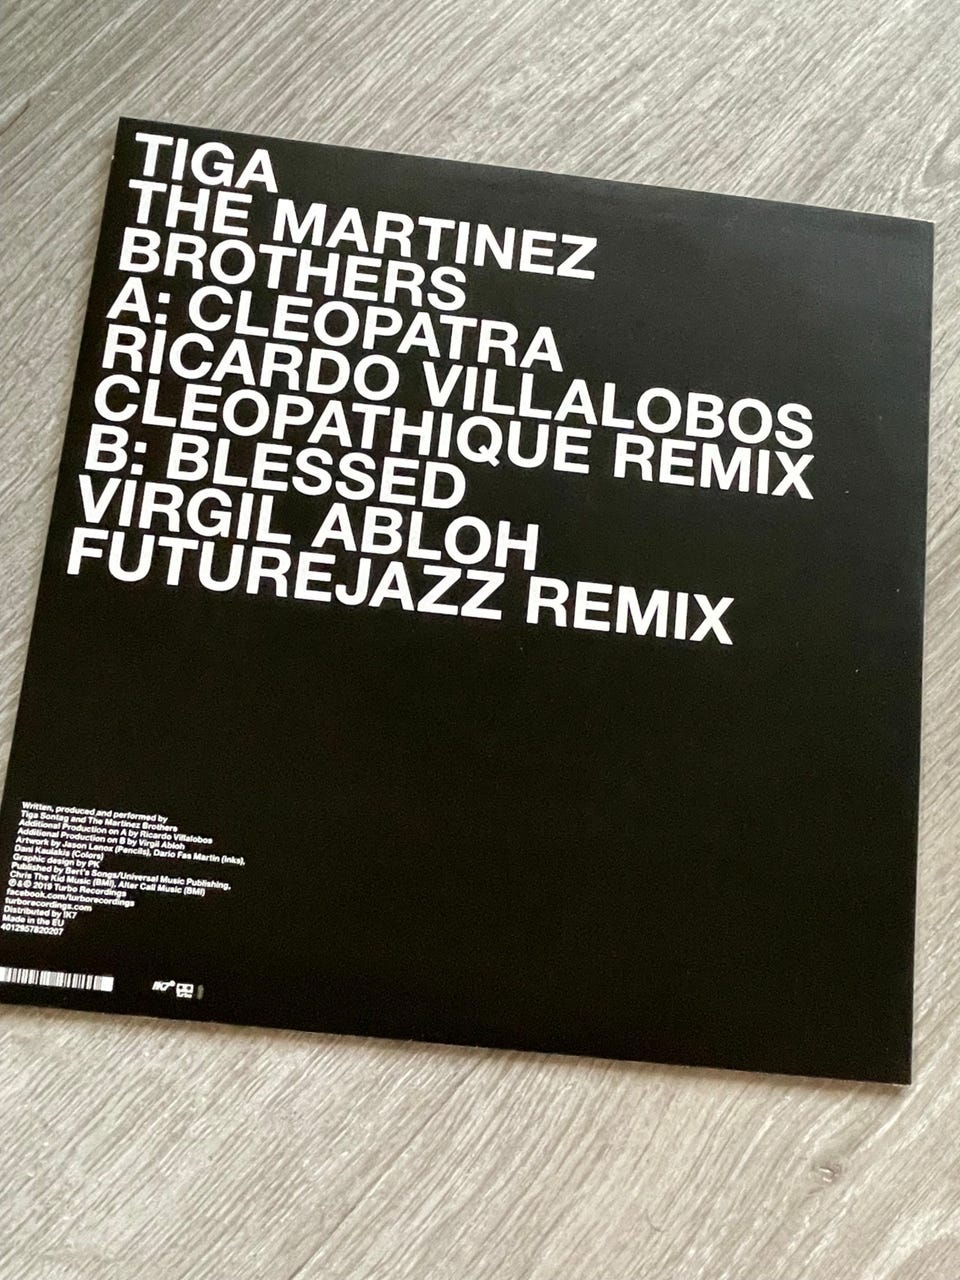 TIGA
THE MARTINEZ
BROTHERS
A: CLEOPATRA
RICARDO VILLALOBOS
CLEOPATHIQUE REMIX
B: BLESSED
VIRGIL ABLOH
FUTUREJAZZ REMIX
Written, produced and performed by
Tiga Sontag and The Martinez Brothers
Additional Production on A by Ricardo Villalobos
Additional Production on B by Virgil Abloh
Artwork by Jason Lenox (Pencils), Dario Fas Martin (Inks),
Dani Kaulakis (Colors)
Graphic design by PK
Published by Bert's Songs/Universal Music Publishing,
Chris The Kid Music (BMI), Alter Call Music (BMI)
℗ & © 2019 Turbo Recordings
facebook.com/turborecordings
turborecordings.com
Distributed by !K7
Made in the EU
4012957820207
!K7®
turbo